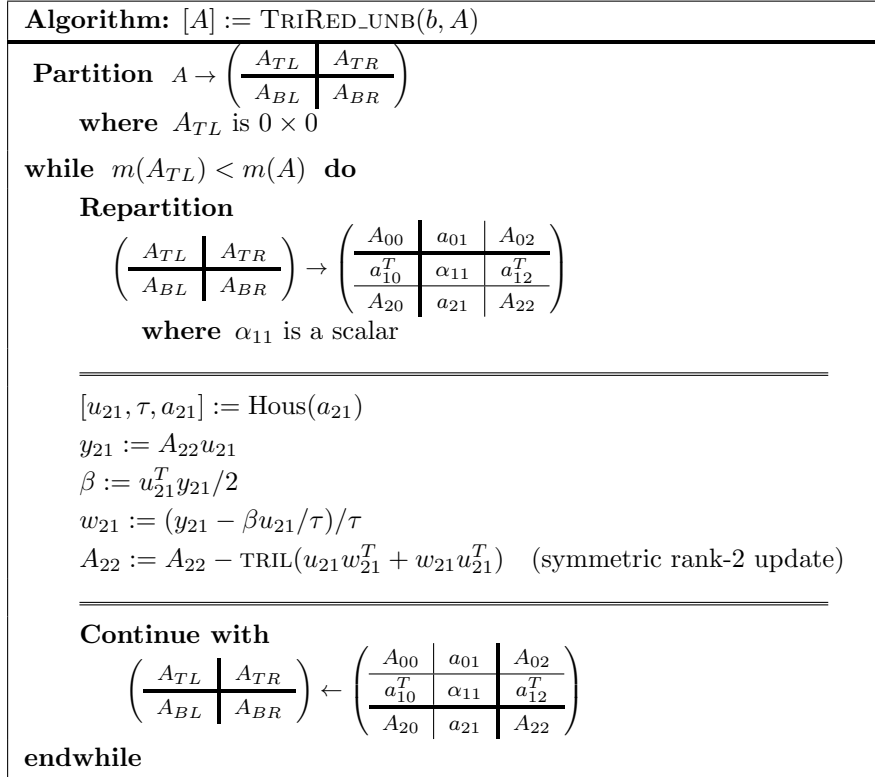 Algorithm: [A] := TriRed_unb(b, A)
Partition A → ( A_TL | A_TR
A_BL | A_BR )
where A_TL is 0 × 0
while m(A_TL) < m(A) do
Repartition
( A_TL | A_TR
A_BL | A_BR ) → ( A_00 | a_01 | A_02
a_10^T | α_11 | a_12^T
A_20 | a_21 | A_22 )
where α_11 is a scalar
[u_21, τ, a_21] := Hous(a_21)
y_21 := A_22 u_21
β := u_21^T y_21/2
w_21 := (y_21 − βu_21/τ)/τ
A_22 := A_22 − TRIL(u_21 w_21^T + w_21 u_21^T) (symmetric rank-2 update)
Continue with
( A_TL | A_TR
A_BL | A_BR ) ← ( A_00 | a_01 | A_02
a_10^T | α_11 | a_12^T
A_20 | a_21 | A_22 )
endwhile